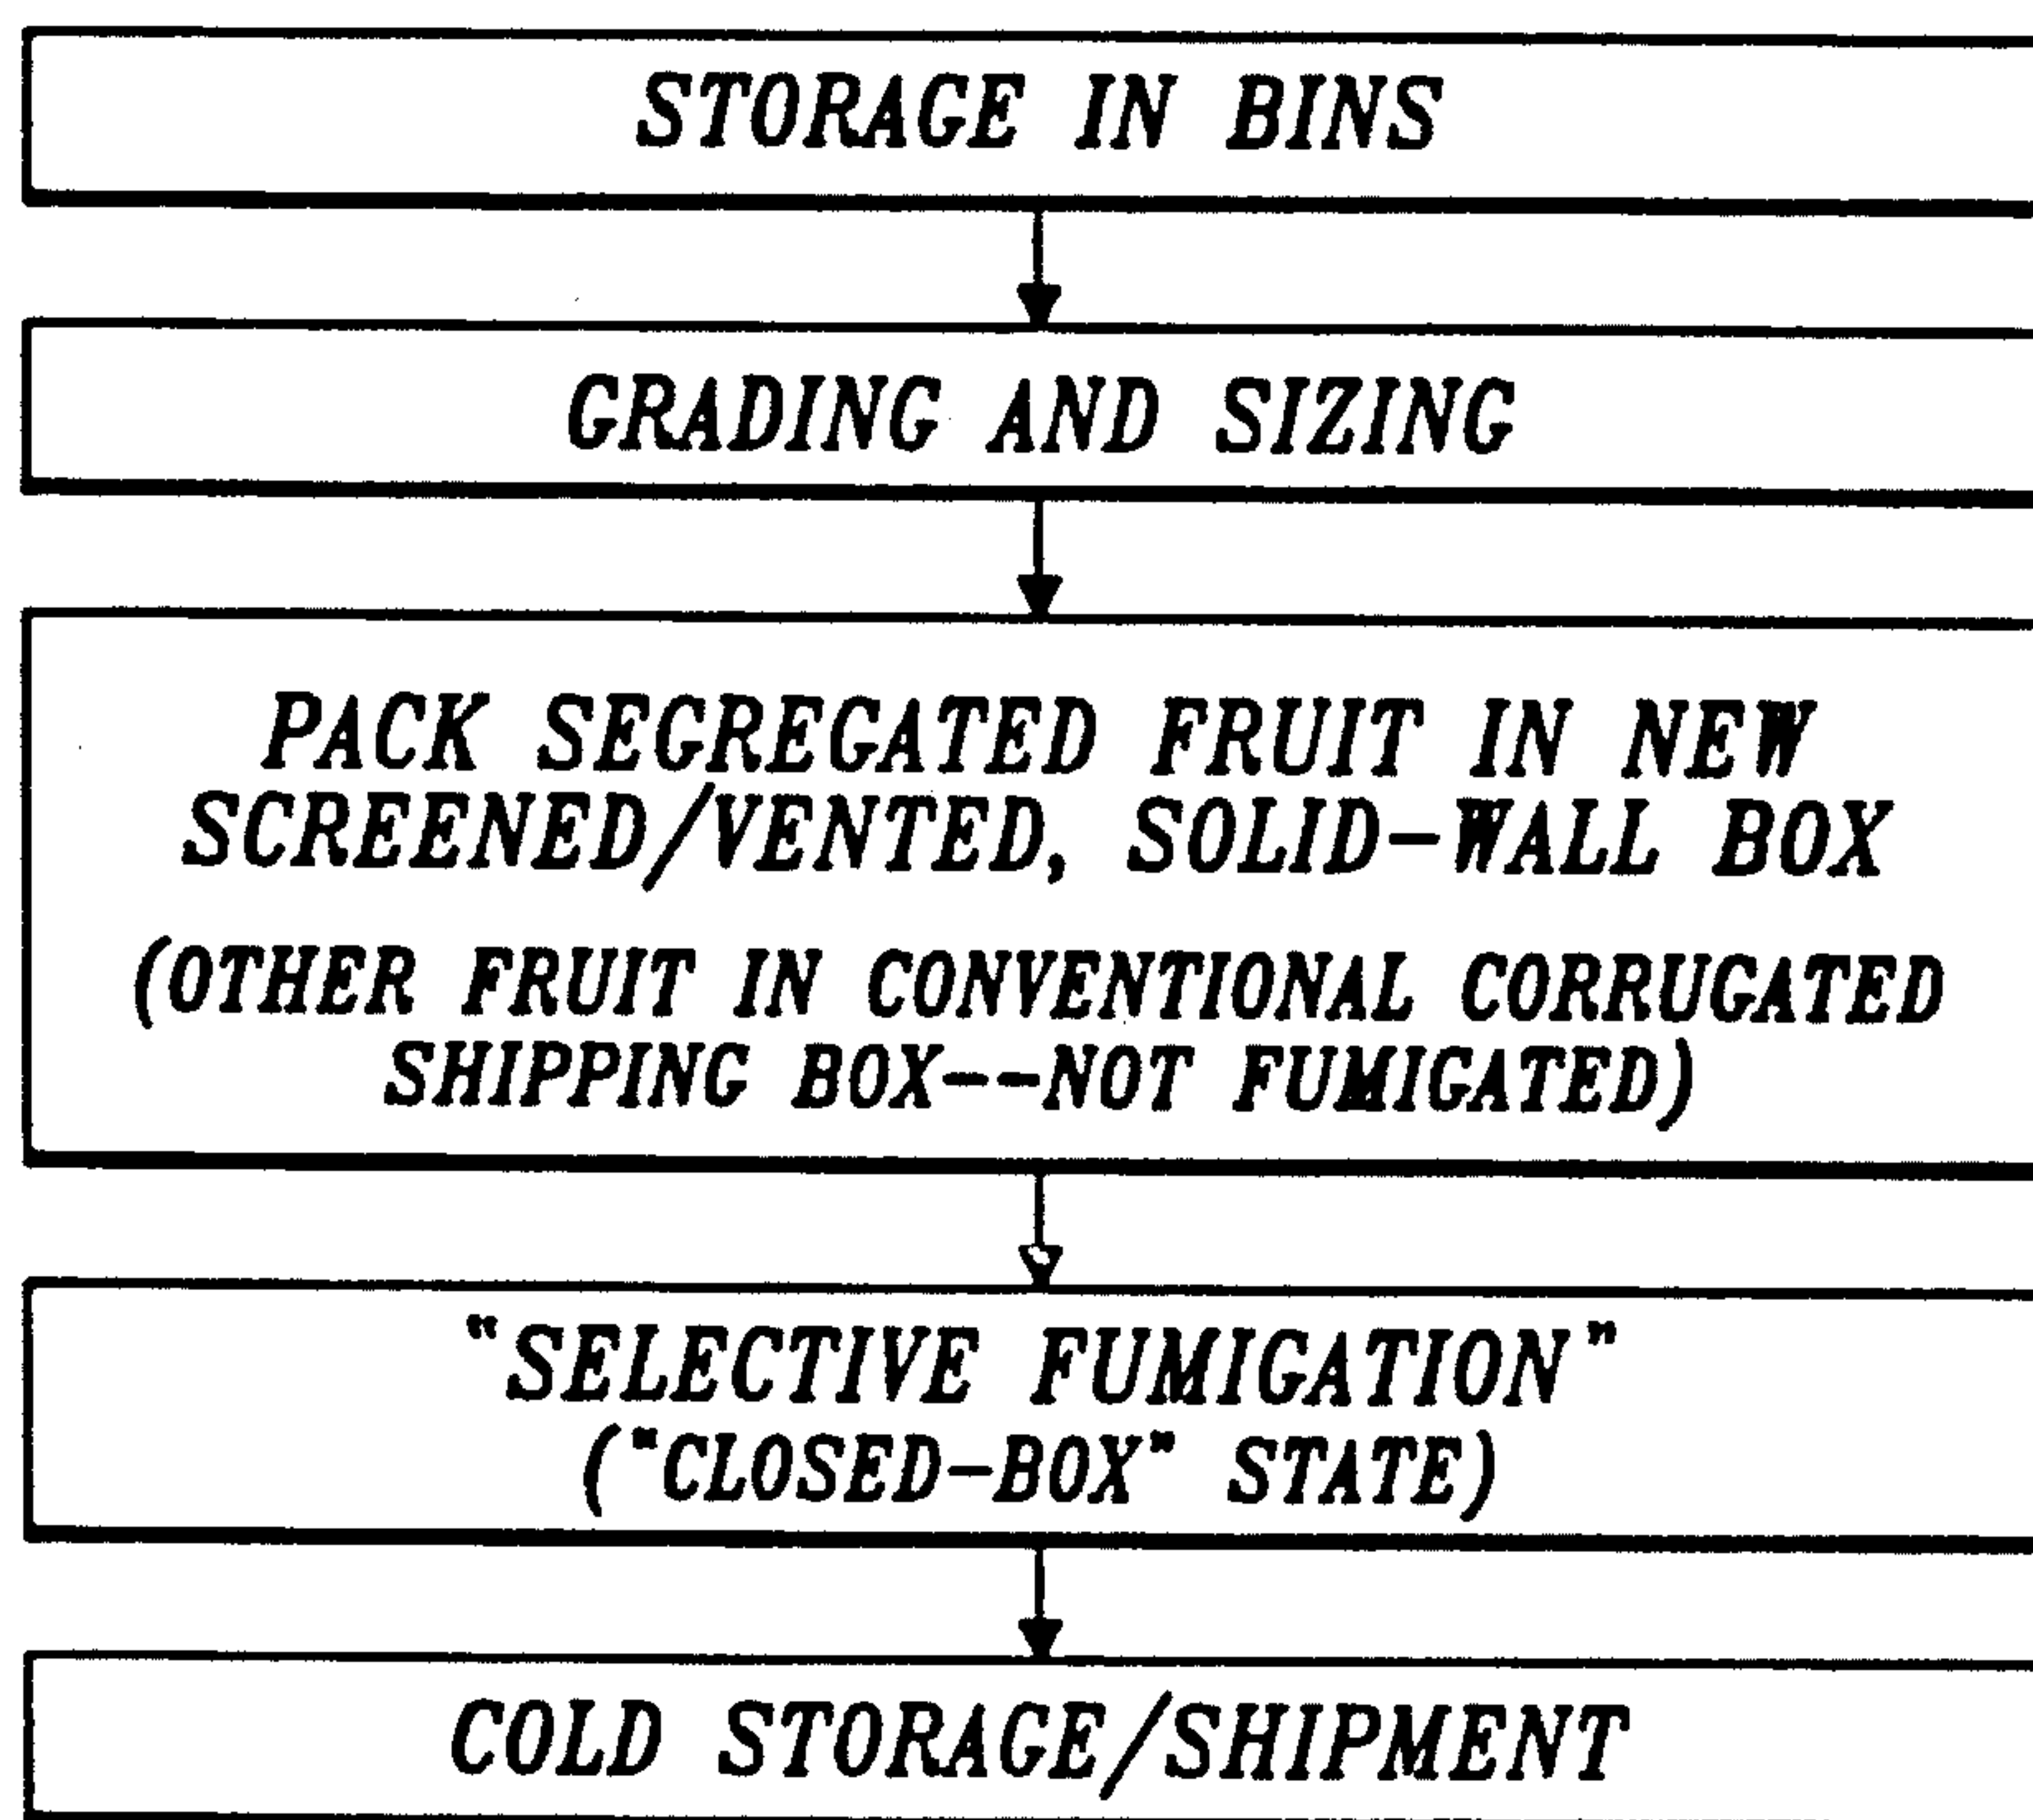 STORAGE IN BINS
GRADING AND SIZING
PACK SEGREGATED FRUIT IN NEW
SCREENED/VENTED, SOLID-WALL BOX
(OTHER FRUIT IN CONVENTIONAL CORRUGATED
SHIPPING BOX--NOT FUMIGATED)
"SELECTIVE FUMIGATION"
("CLOSED-BOX" STATE)
COLD STORAGE/SHIPMENT